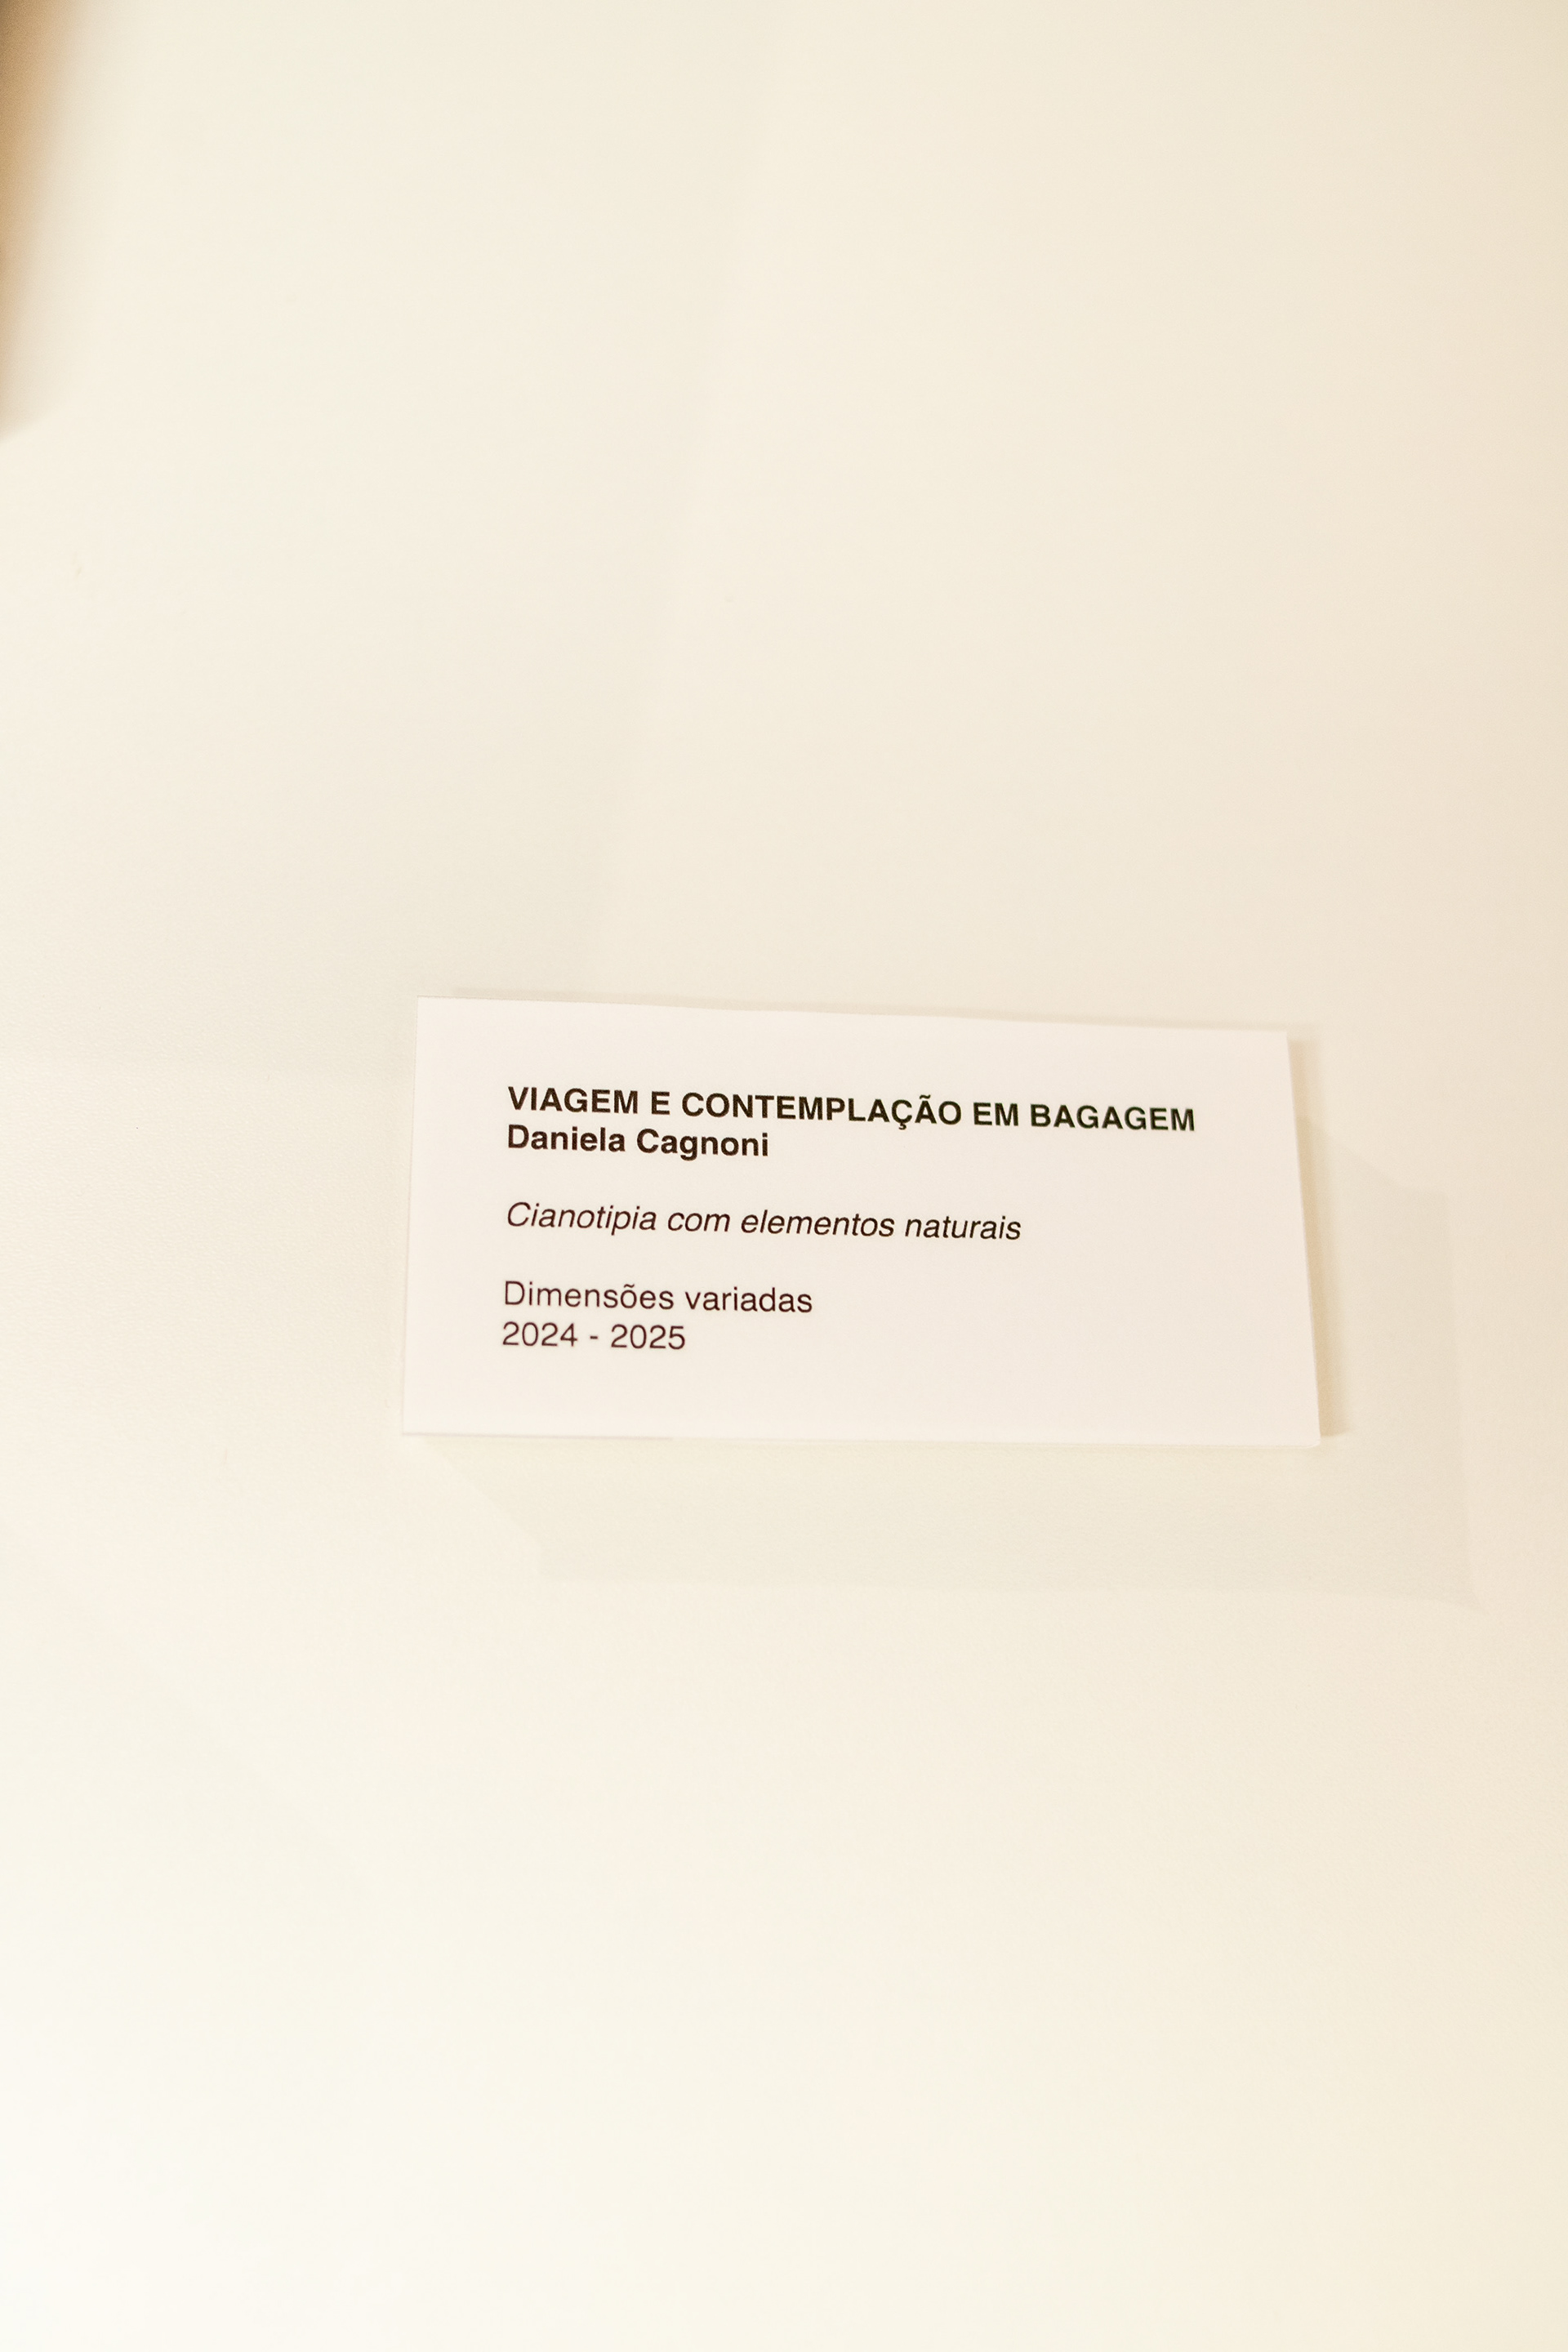 VIAGEM E CONTEMPLAÇÃO EM BAGAGEM
Daniela Cagnoni
Cianotipia com elementos naturais
Dimensões variadas
2024 - 2025